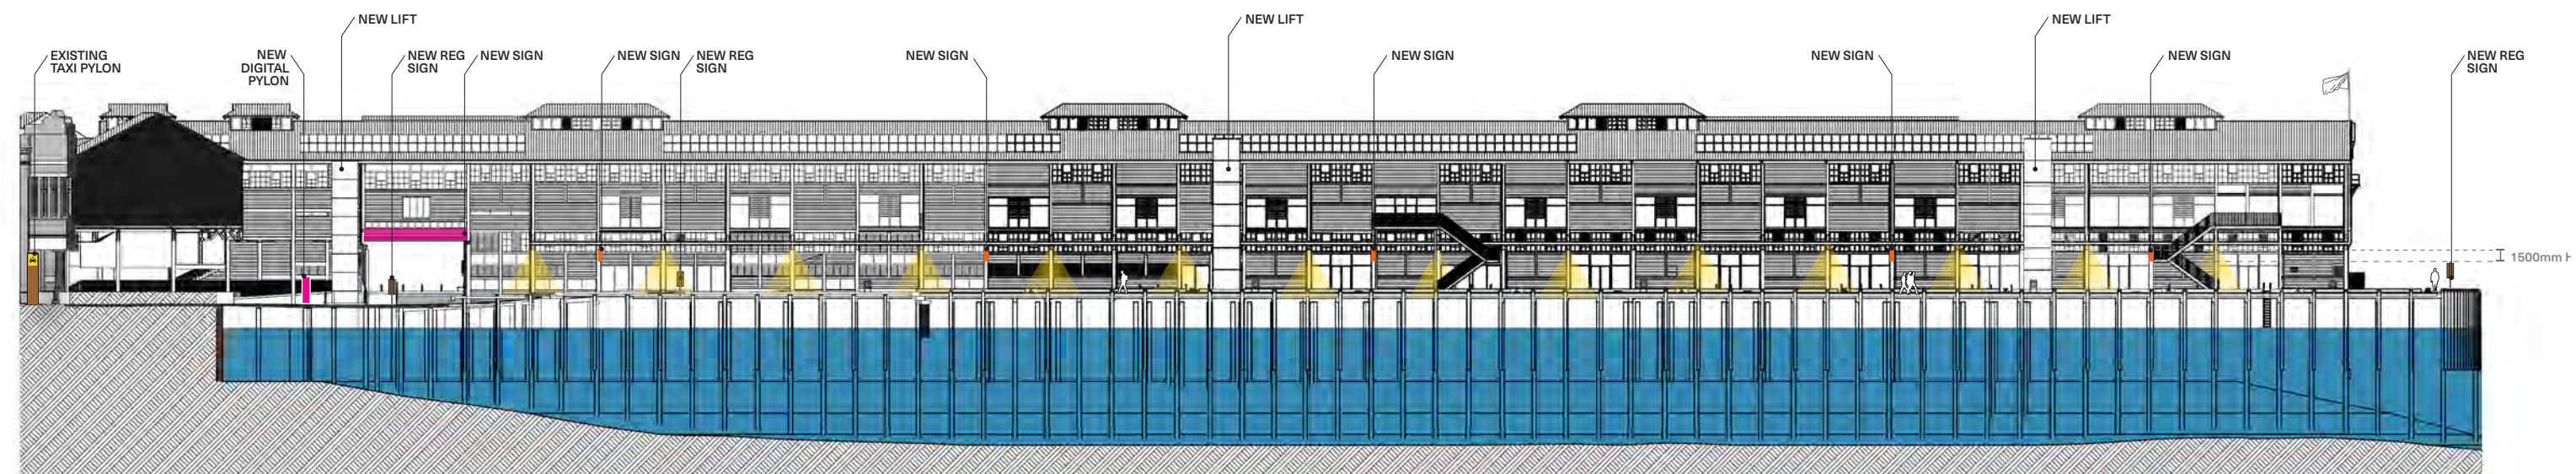 NEW LIFT
NEW LIFT
NEW LIFT
EXISTING
TAXI PYLON
NEW
DIGITAL
PYLON
NEW REG
SIGN
NEW SIGN
NEW SIGN
NEW REG
SIGN
NEW SIGN
NEW SIGN
NEW SIGN
NEW SIGN
NEW REG
SIGN
1500mm H